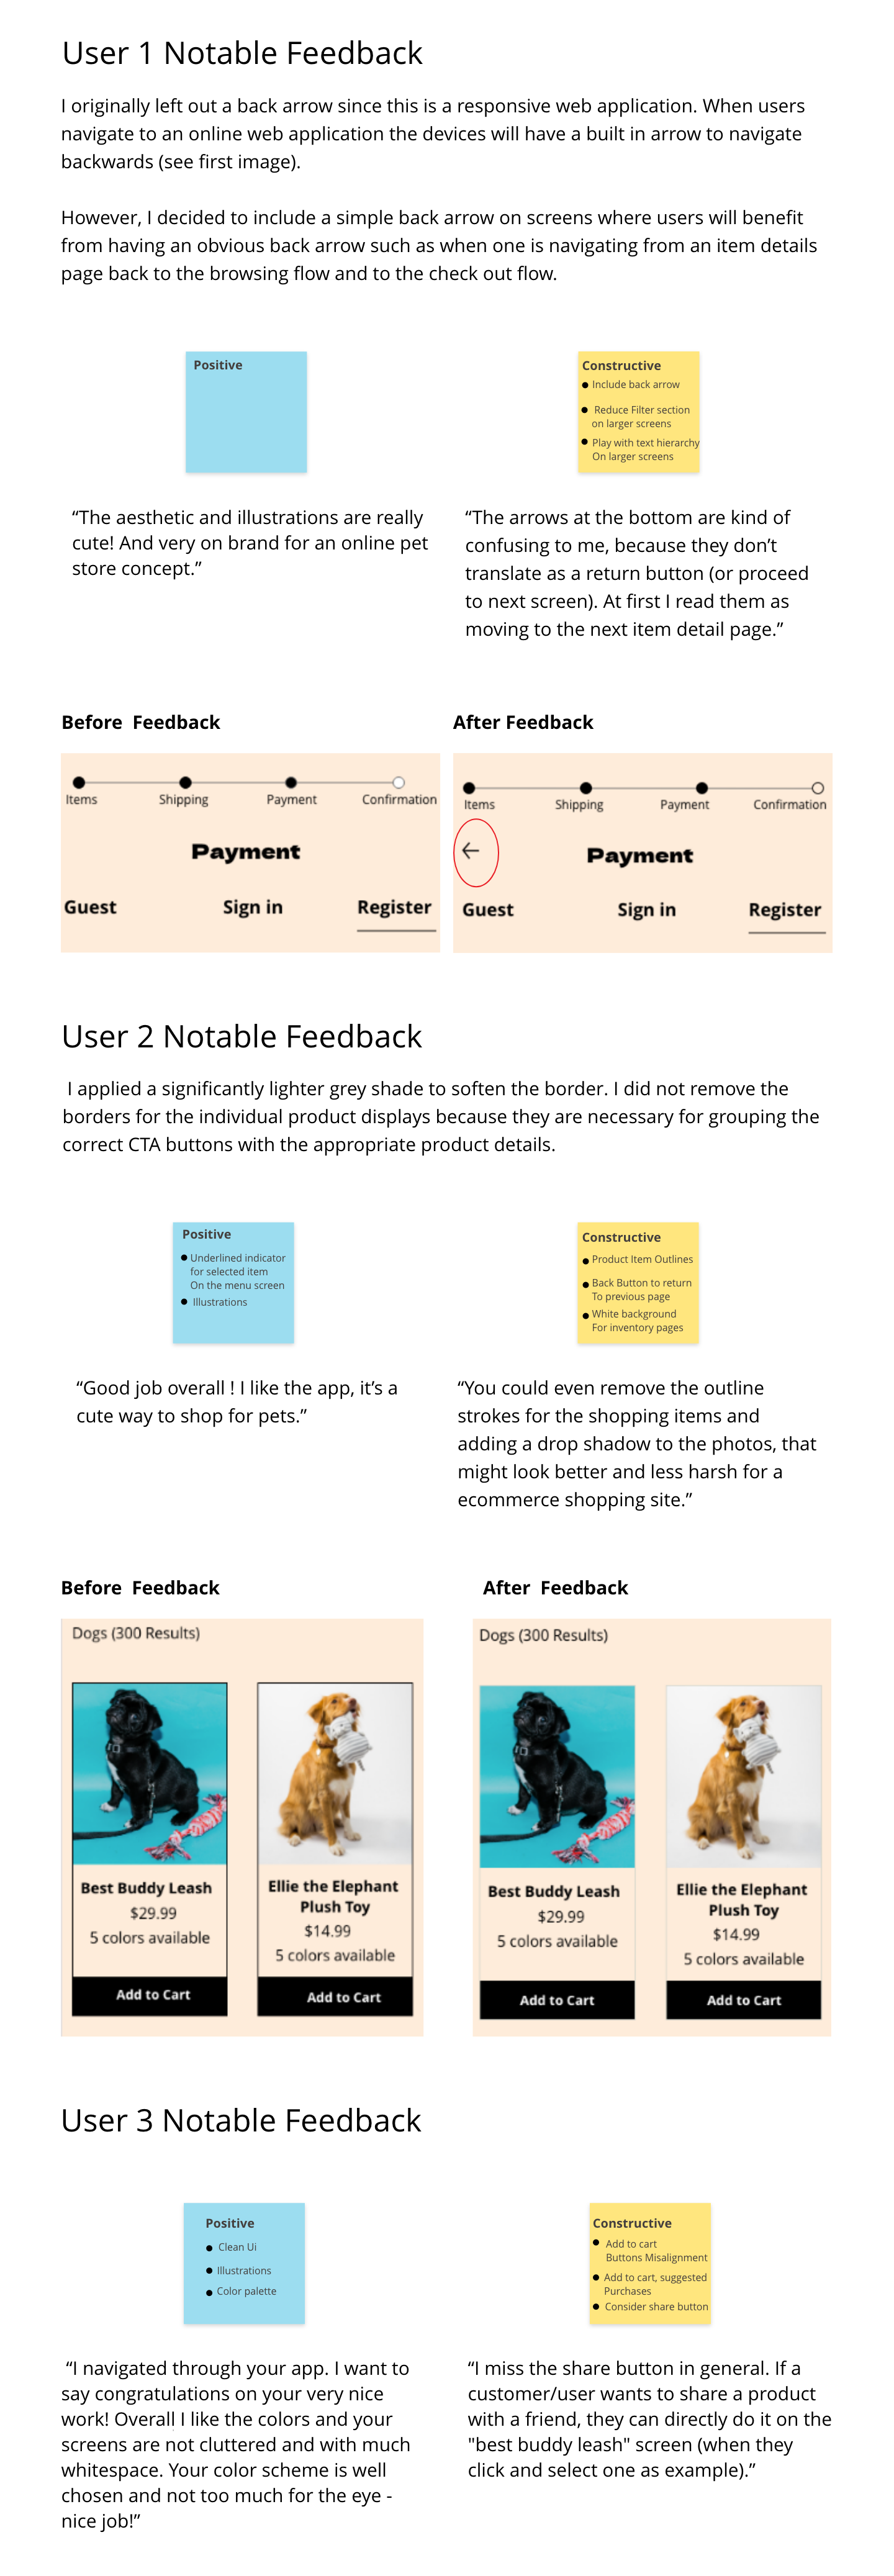 User 1 Notable Feedback
I originally left out a back arrow since this is a responsive web application. When users
navigate to an online web application the devices will have a built in arrow to navigate
backwards (see first image).
However, I decided to include a simple back arrow on screens where users will benefit
from having an obvious back arrow such as when one is navigating from an item details
page back to the browsing flow and to the check out flow.
Positive
Constructive
● Include back arrow
● Reduce Filter section
on larger screens
● Play with text hierarchy
On larger screens
“The aesthetic and illustrations are really
cute! And very on brand for an online pet
store concept.”
“The arrows at the bottom are kind of
confusing to me, because they don’t
translate as a return button (or proceed
to next screen). At first I read them as
moving to the next item detail page.”
Before Feedback
Items Shipping Payment Confirmation
Payment
Guest Sign in Register
After Feedback
Items Shipping Payment Confirmation
←
Payment
Guest Sign in Register
User 2 Notable Feedback
I applied a significantly lighter grey shade to soften the border. I did not remove the
borders for the individual product displays because they are necessary for grouping the
correct CTA buttons with the appropriate product details.
Positive
● Underlined indicator
for selected item
On the menu screen
● Illustrations
Constructive
● Product Item Outlines
● Back Button to return
To previous page
● White background
For inventory pages
“Good job overall ! I like the app, it’s a
cute way to shop for pets.”
“You could even remove the outline
strokes for the shopping items and
adding a drop shadow to the photos, that
might look better and less harsh for a
ecommerce shopping site.”
Before Feedback
Dogs (300 Results)
Best Buddy Leash
$29.99
5 colors available
Add to Cart
Ellie the Elephant
Plush Toy
$14.99
5 colors available
Add to Cart
After Feedback
Dogs (300 Results)
Best Buddy Leash
$29.99
5 colors available
Add to Cart
Ellie the Elephant
Plush Toy
$14.99
5 colors available
Add to Cart
User 3 Notable Feedback
Positive
● Clean Ui
● Illustrations
● Color palette
Constructive
● Add to cart
Buttons Misalignment
● Add to cart, suggested
Purchases
● Consider share button
“I navigated through your app. I want to
say congratulations on your very nice
work! Overall I like the colors and your
screens are not cluttered and with much
whitespace. Your color scheme is well
chosen and not too much for the eye -
nice job!”
“I miss the share button in general. If a
customer/user wants to share a product
with a friend, they can directly do it on the
"best buddy leash" screen (when they
click and select one as example).”